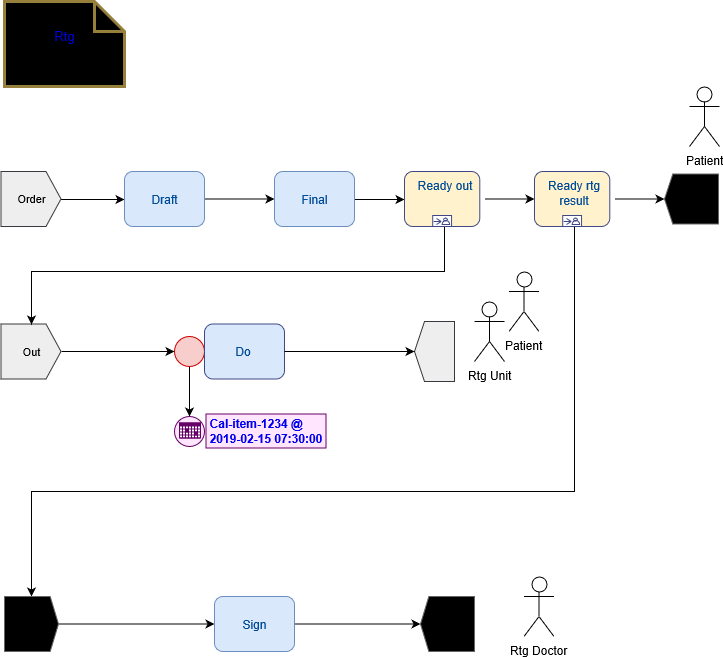 Rtg
Patient
Order
Draft
Final
Ready out
Ready rtg
result
Out
Do
Patient
Rtg Unit
Cal-item-1234 @
2019-02-15 07:30:00
Sign
Rtg Doctor